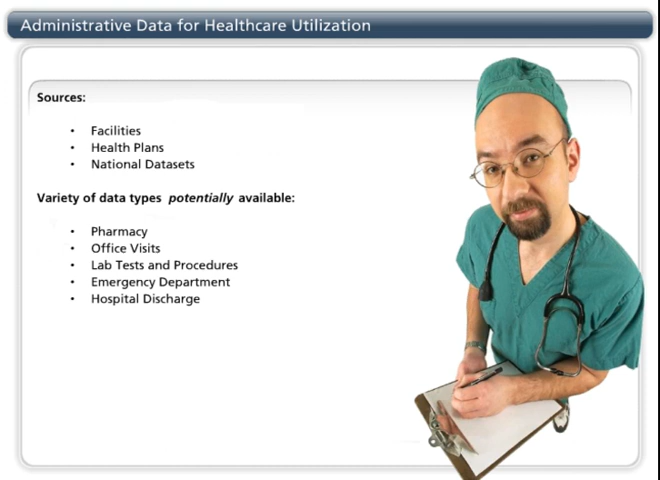 Administrative Data for Healthcare Utilization
Sources:
• Facilities
• Health Plans
• National Datasets
Variety of data types potentially available:
• Pharmacy
• Office Visits
• Lab Tests and Procedures
• Emergency Department
• Hospital Discharge